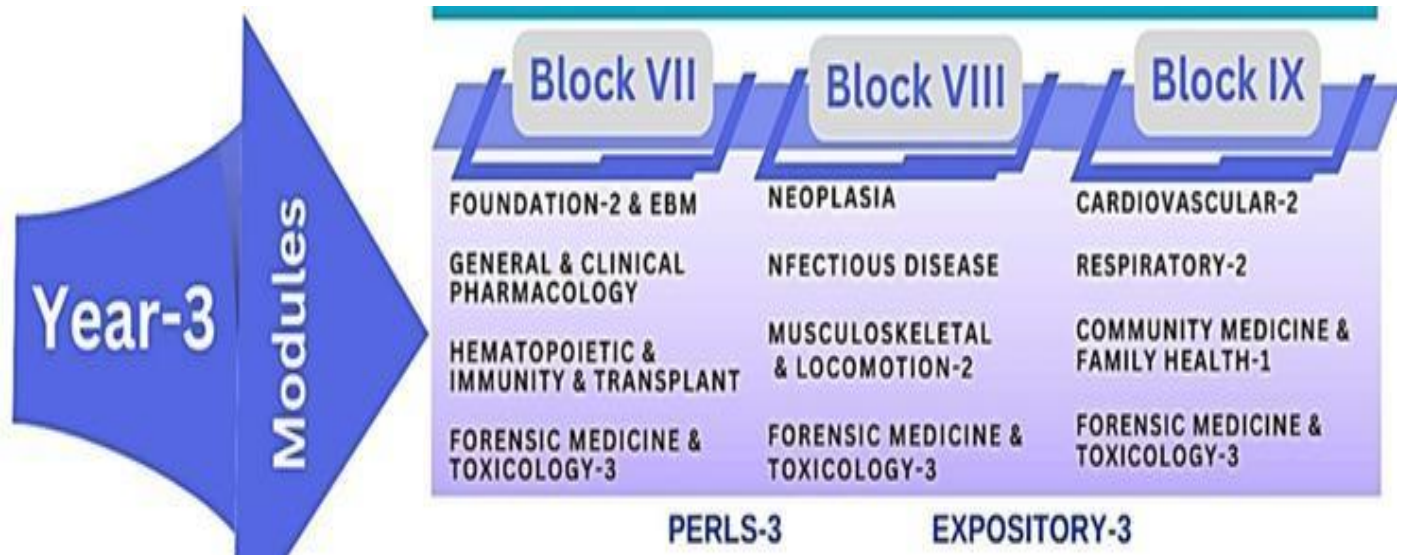 Year-3
Modules
Block VII
FOUNDATION-2 & EBM
GENERAL & CLINICAL
PHARMACOLOGY
HEMATOPOIETIC &
IMMUNITY & TRANSPLANT
FORENSIC MEDICINE &
TOXICOLOGY-3
Block VIII
NEOPLASIA
NFECTIOUS DISEASE
MUSCULOSKELETAL
& LOCOMOTION-2
FORENSIC MEDICINE &
TOXICOLOGY-3
Block IX
CARDIOVASCULAR-2
RESPIRATORY-2
COMMUNITY MEDICINE &
FAMILY HEALTH-1
FORENSIC MEDICINE &
TOXICOLOGY-3
PERLS-3
EXPOSITORY-3